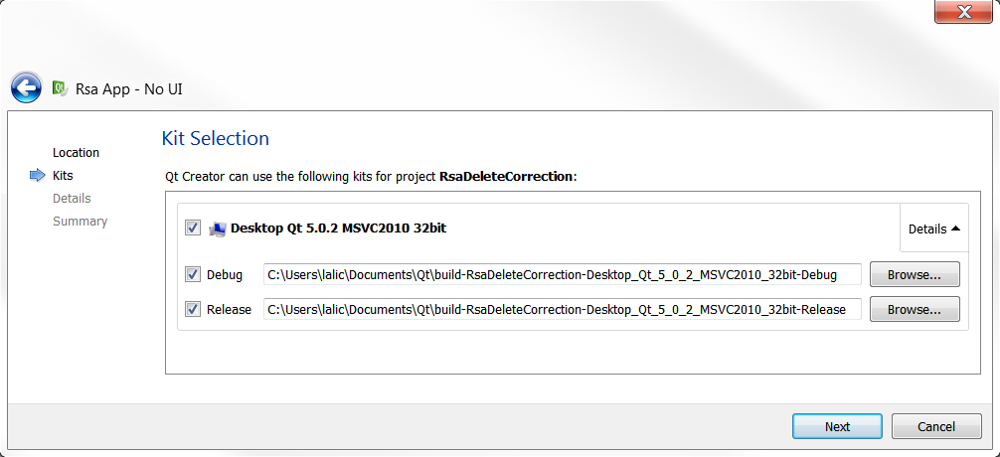 Rsa App - No UI
Location
Kits
Details
Summary
Kit Selection
Qt Creator can use the following kits for project RsaDeleteCorrection:
Desktop Qt 5.0.2 MSVC2010 32bit
Details
Debug C:\Users\lalic\Documents\Qt\build-RsaDeleteCorrection-Desktop_Qt_5_0_2_MSVC2010_32bit-Debug Browse...
Release C:\Users\lalic\Documents\Qt\build-RsaDeleteCorrection-Desktop_Qt_5_0_2_MSVC2010_32bit-Release Browse...
Next Cancel